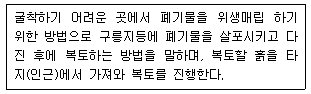 굴착하기 어려운 곳에서 폐기물을 위생매립 하기
위한 방법으로 구릉지등에 폐기물을 살포시키고 다
진 후에 복토하는 방법을 말하며, 복토할 흙을 타
지(인근)에서 가져와 복토를 진행한다.